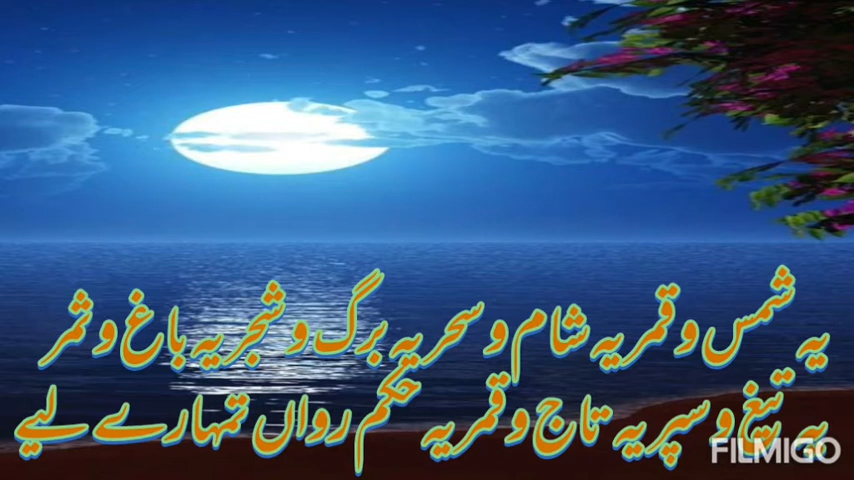 یہ شمس و قمر یہ شام و سحر یہ برگ و شجر یہ باغ و ثمر
یہ تیغ و سپر یہ تاج و قمر یہ حکم رواں تمہارے لیے
FILMIGO